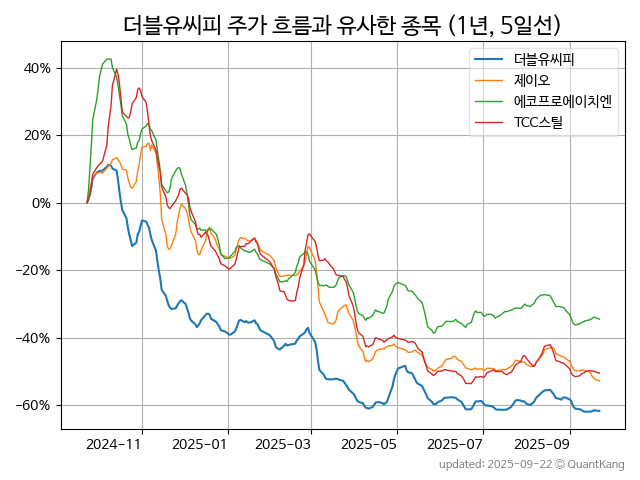 더블유씨피 주가 흐름과 유사한 종목 (1년, 5일선)
더블유씨피
제이오
에코프로에이치엔
TCC스틸
40%
20%
0%
−20%
−40%
−60%
2024-11
2025-01
2025-03
2025-05
2025-07
2025-09
updated: 2025-09-22 © QuantKang